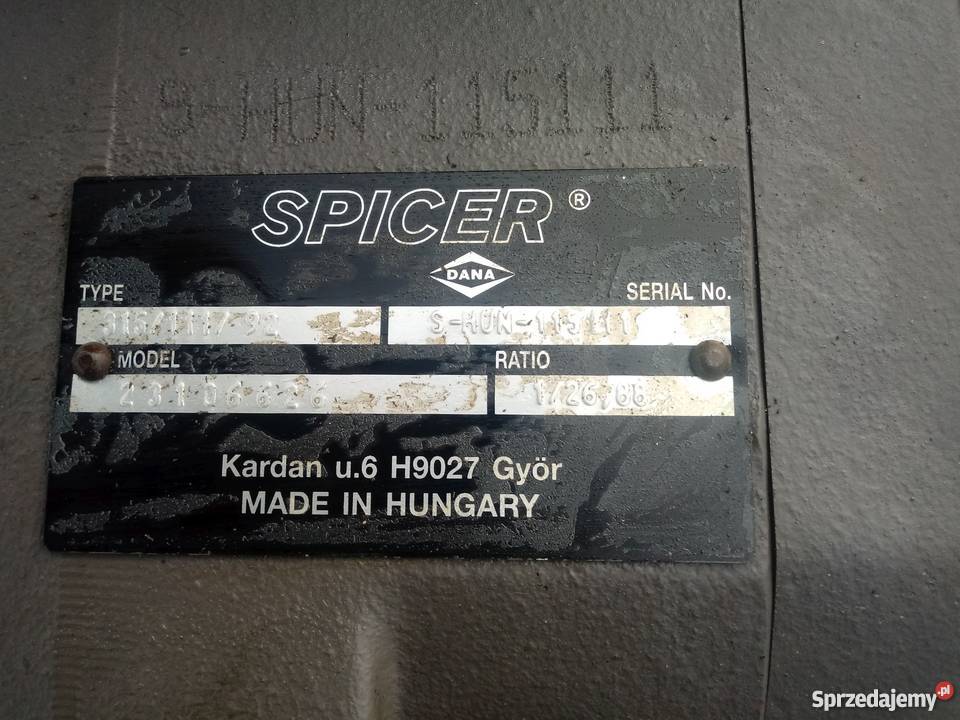 S-HUN-115111
SPICER®
DANA
TYPE
SERIAL No.
S-HUN-115111
MODEL
RATIO
23106626
Kardan u.6 H9027 Györ
MADE IN HUNGARY
Sprzedajemy.pl